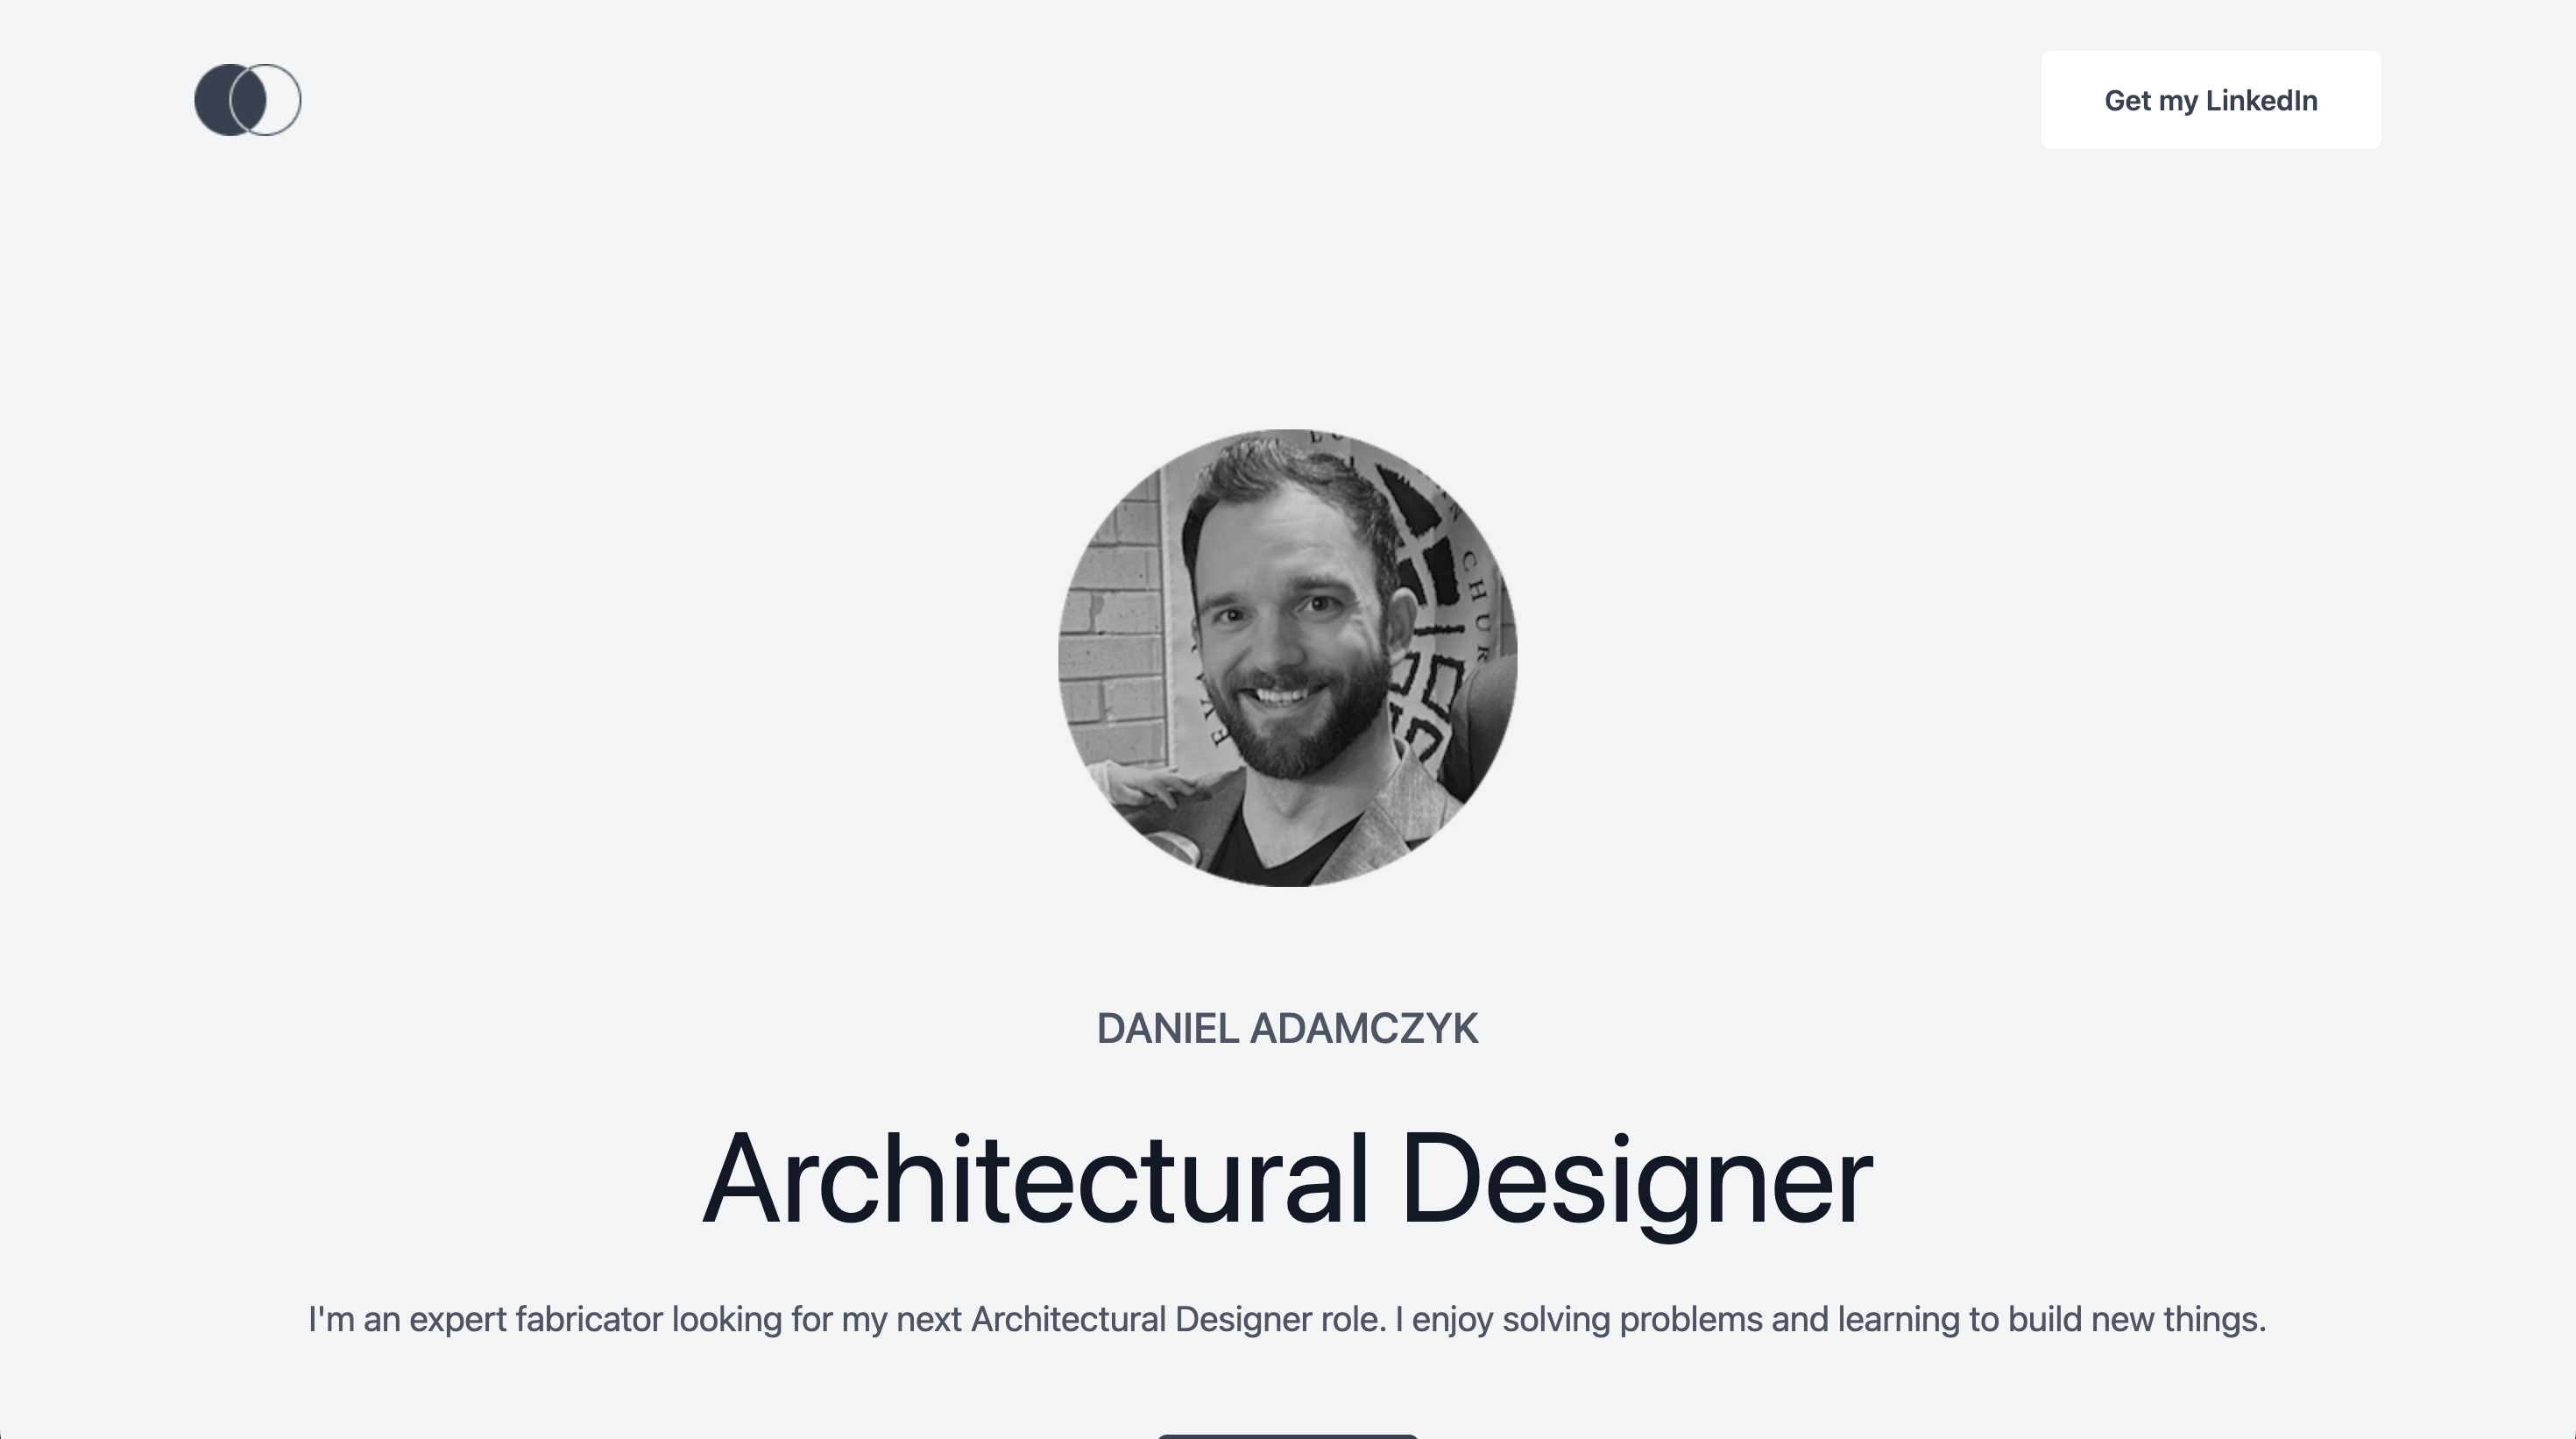 Get my LinkedIn
CHUR
DANIEL ADAMCZYK
Architectural Designer
I'm an expert fabricator looking for my next Architectural Designer role. I enjoy solving problems and learning to build new things.